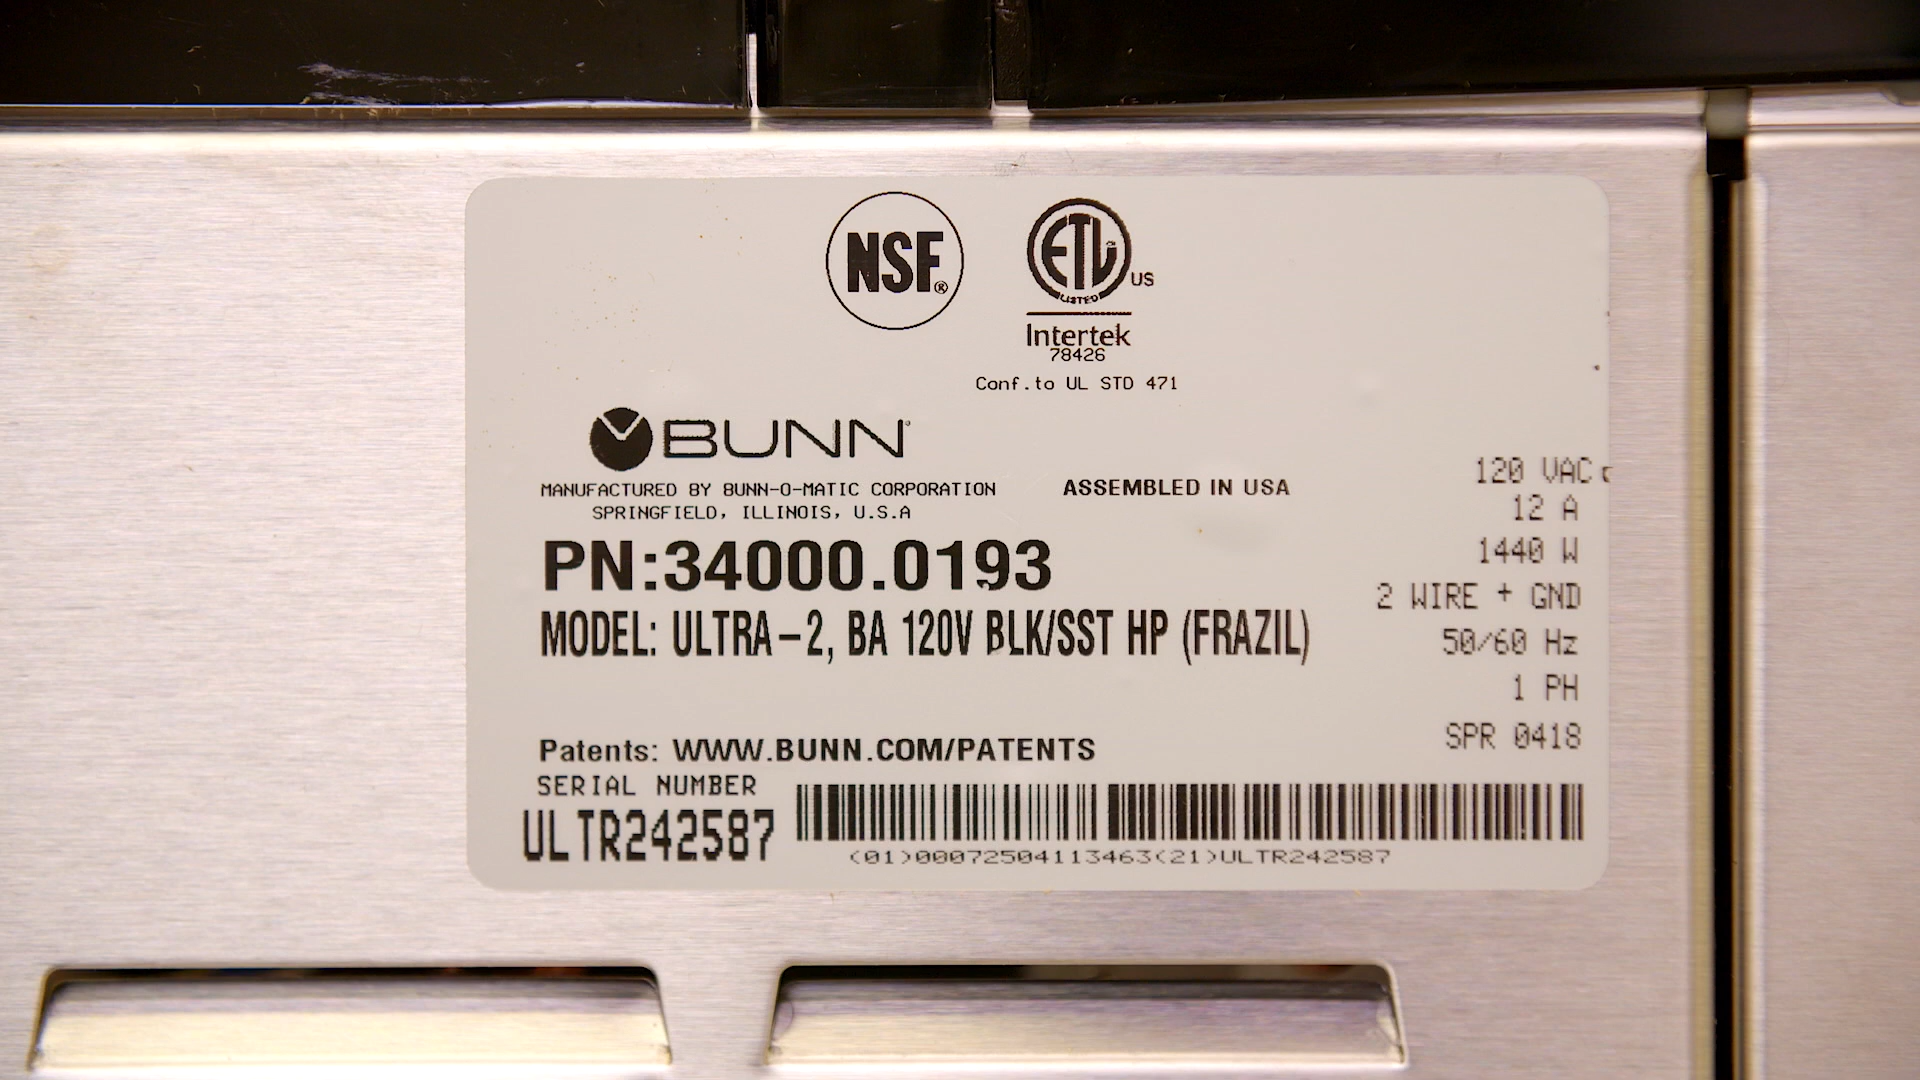 NSF®
ETL US
LISTED
Intertek
78426
Conf.to UL STD 471
BUNN®
MANUFACTURED BY BUNN-O-MATIC CORPORATION
SPRINGFIELD, ILLINOIS, U.S.A
ASSEMBLED IN USA
120 VAC
12 A
1440 W
2 WIRE + GND
50/60 Hz
1 PH
SPR 0418
PN:34000.0193
MODEL: ULTRA-2, BA 120V BLK/SST HP (FRAZIL)
Patents: WWW.BUNN.COM/PATENTS
SERIAL NUMBER
ULTR242587
(01)00072504113463(21)ULTR242587